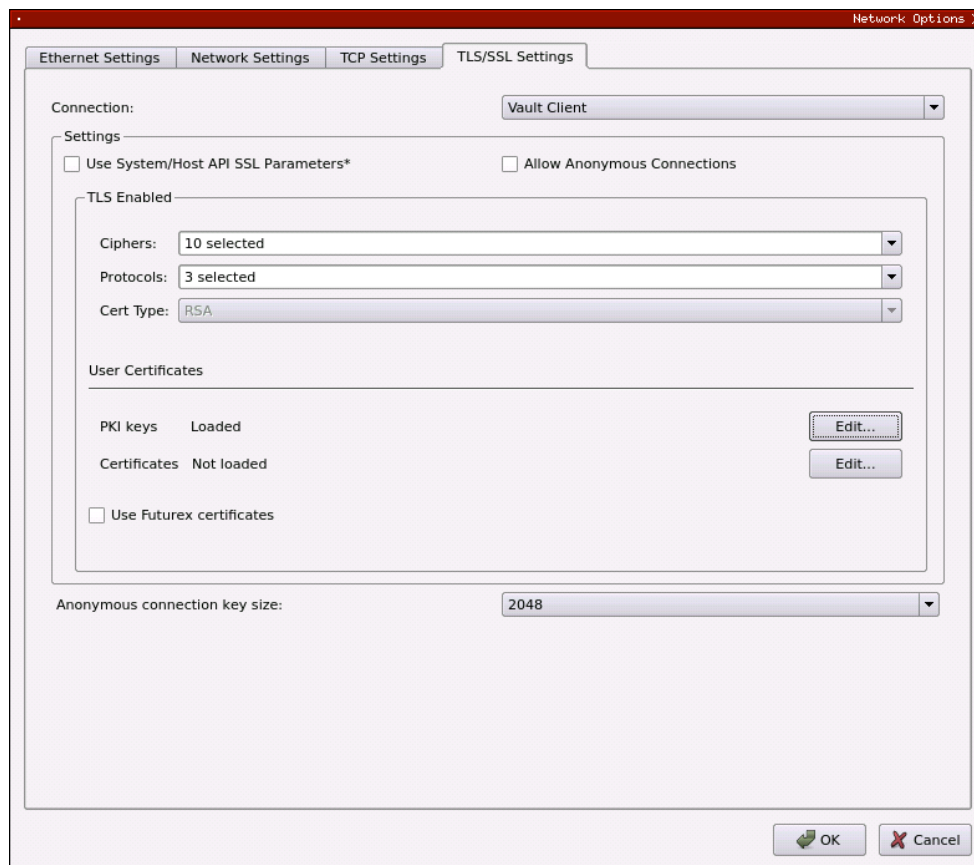 Network Options
Ethernet Settings Network Settings TCP Settings TLS/SSL Settings
Connection: Vault Client
Settings
Use System/Host API SSL Parameters* Allow Anonymous Connections
TLS Enabled
Ciphers: 10 selected
Protocols: 3 selected
Cert Type: RSA
User Certificates
PKI keys Loaded Edit...
Certificates Not loaded Edit...
Use Futurex certificates
Anonymous connection key size: 2048
OK Cancel